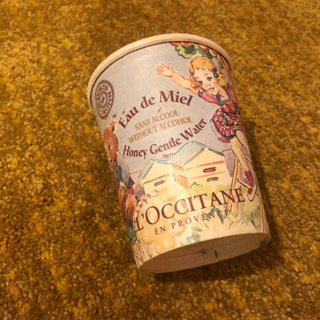 Eau de Miel
SANS ALCOOL
WITHOUT ALCOHOL
Honey Gentle Water
L'OCCITANE
EN PROVENCE